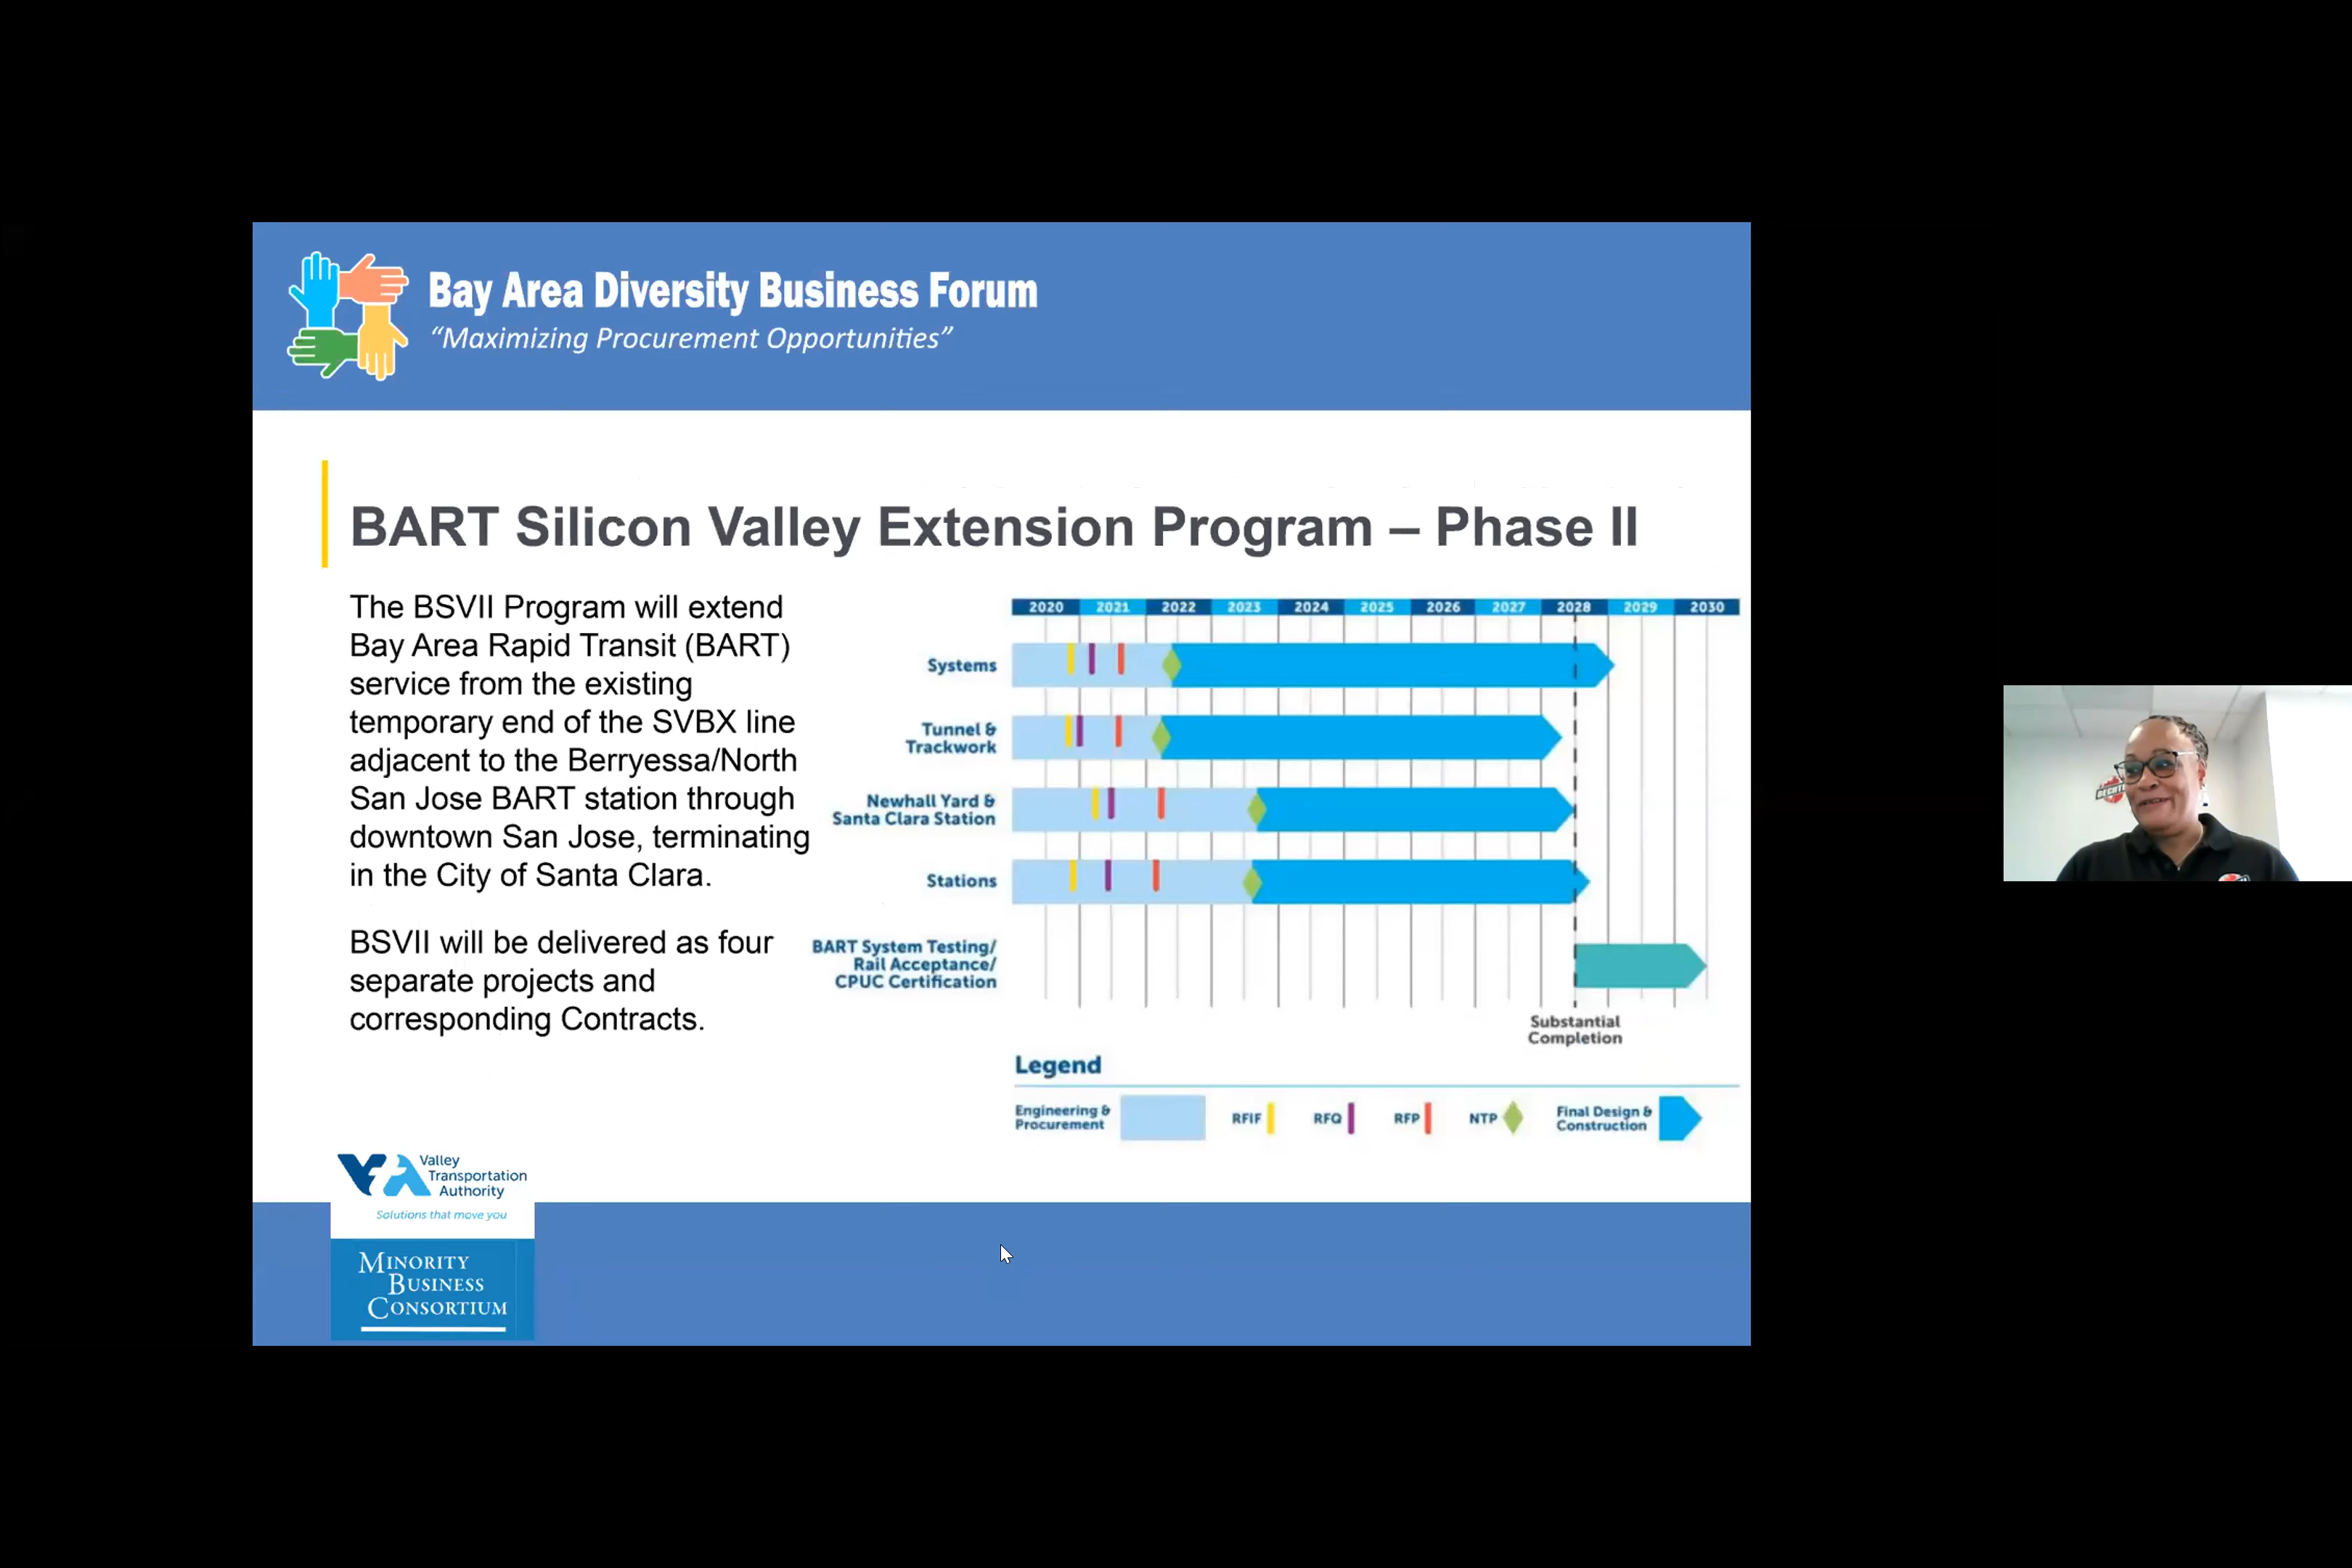 Bay Area Diversity Business Forum
“Maximizing Procurement Opportunities”
BART Silicon Valley Extension Program – Phase II
The BSVII Program will extend
Bay Area Rapid Transit (BART)
service from the existing
temporary end of the SVBX line
adjacent to the Berryessa/North
San Jose BART station through
downtown San Jose, terminating
in the City of Santa Clara.
BSVII will be delivered as four
separate projects and
corresponding Contracts.
2020 2021 2022 2023 2024 2025 2026 2027 2028 2029 2030
Systems
Tunnel &
Trackwork
Newhall Yard &
Santa Clara Station
Stations
BART System Testing/
Rail Acceptance/
CPUC Certification
Substantial
Completion
Legend
Engineering &
Procurement
RFIF
RFQ
RFP
NTP
Final Design &
Construction
VTA
Valley
Transportation
Authority
Solutions that move you
MINORITY
BUSINESS
CONSORTIUM